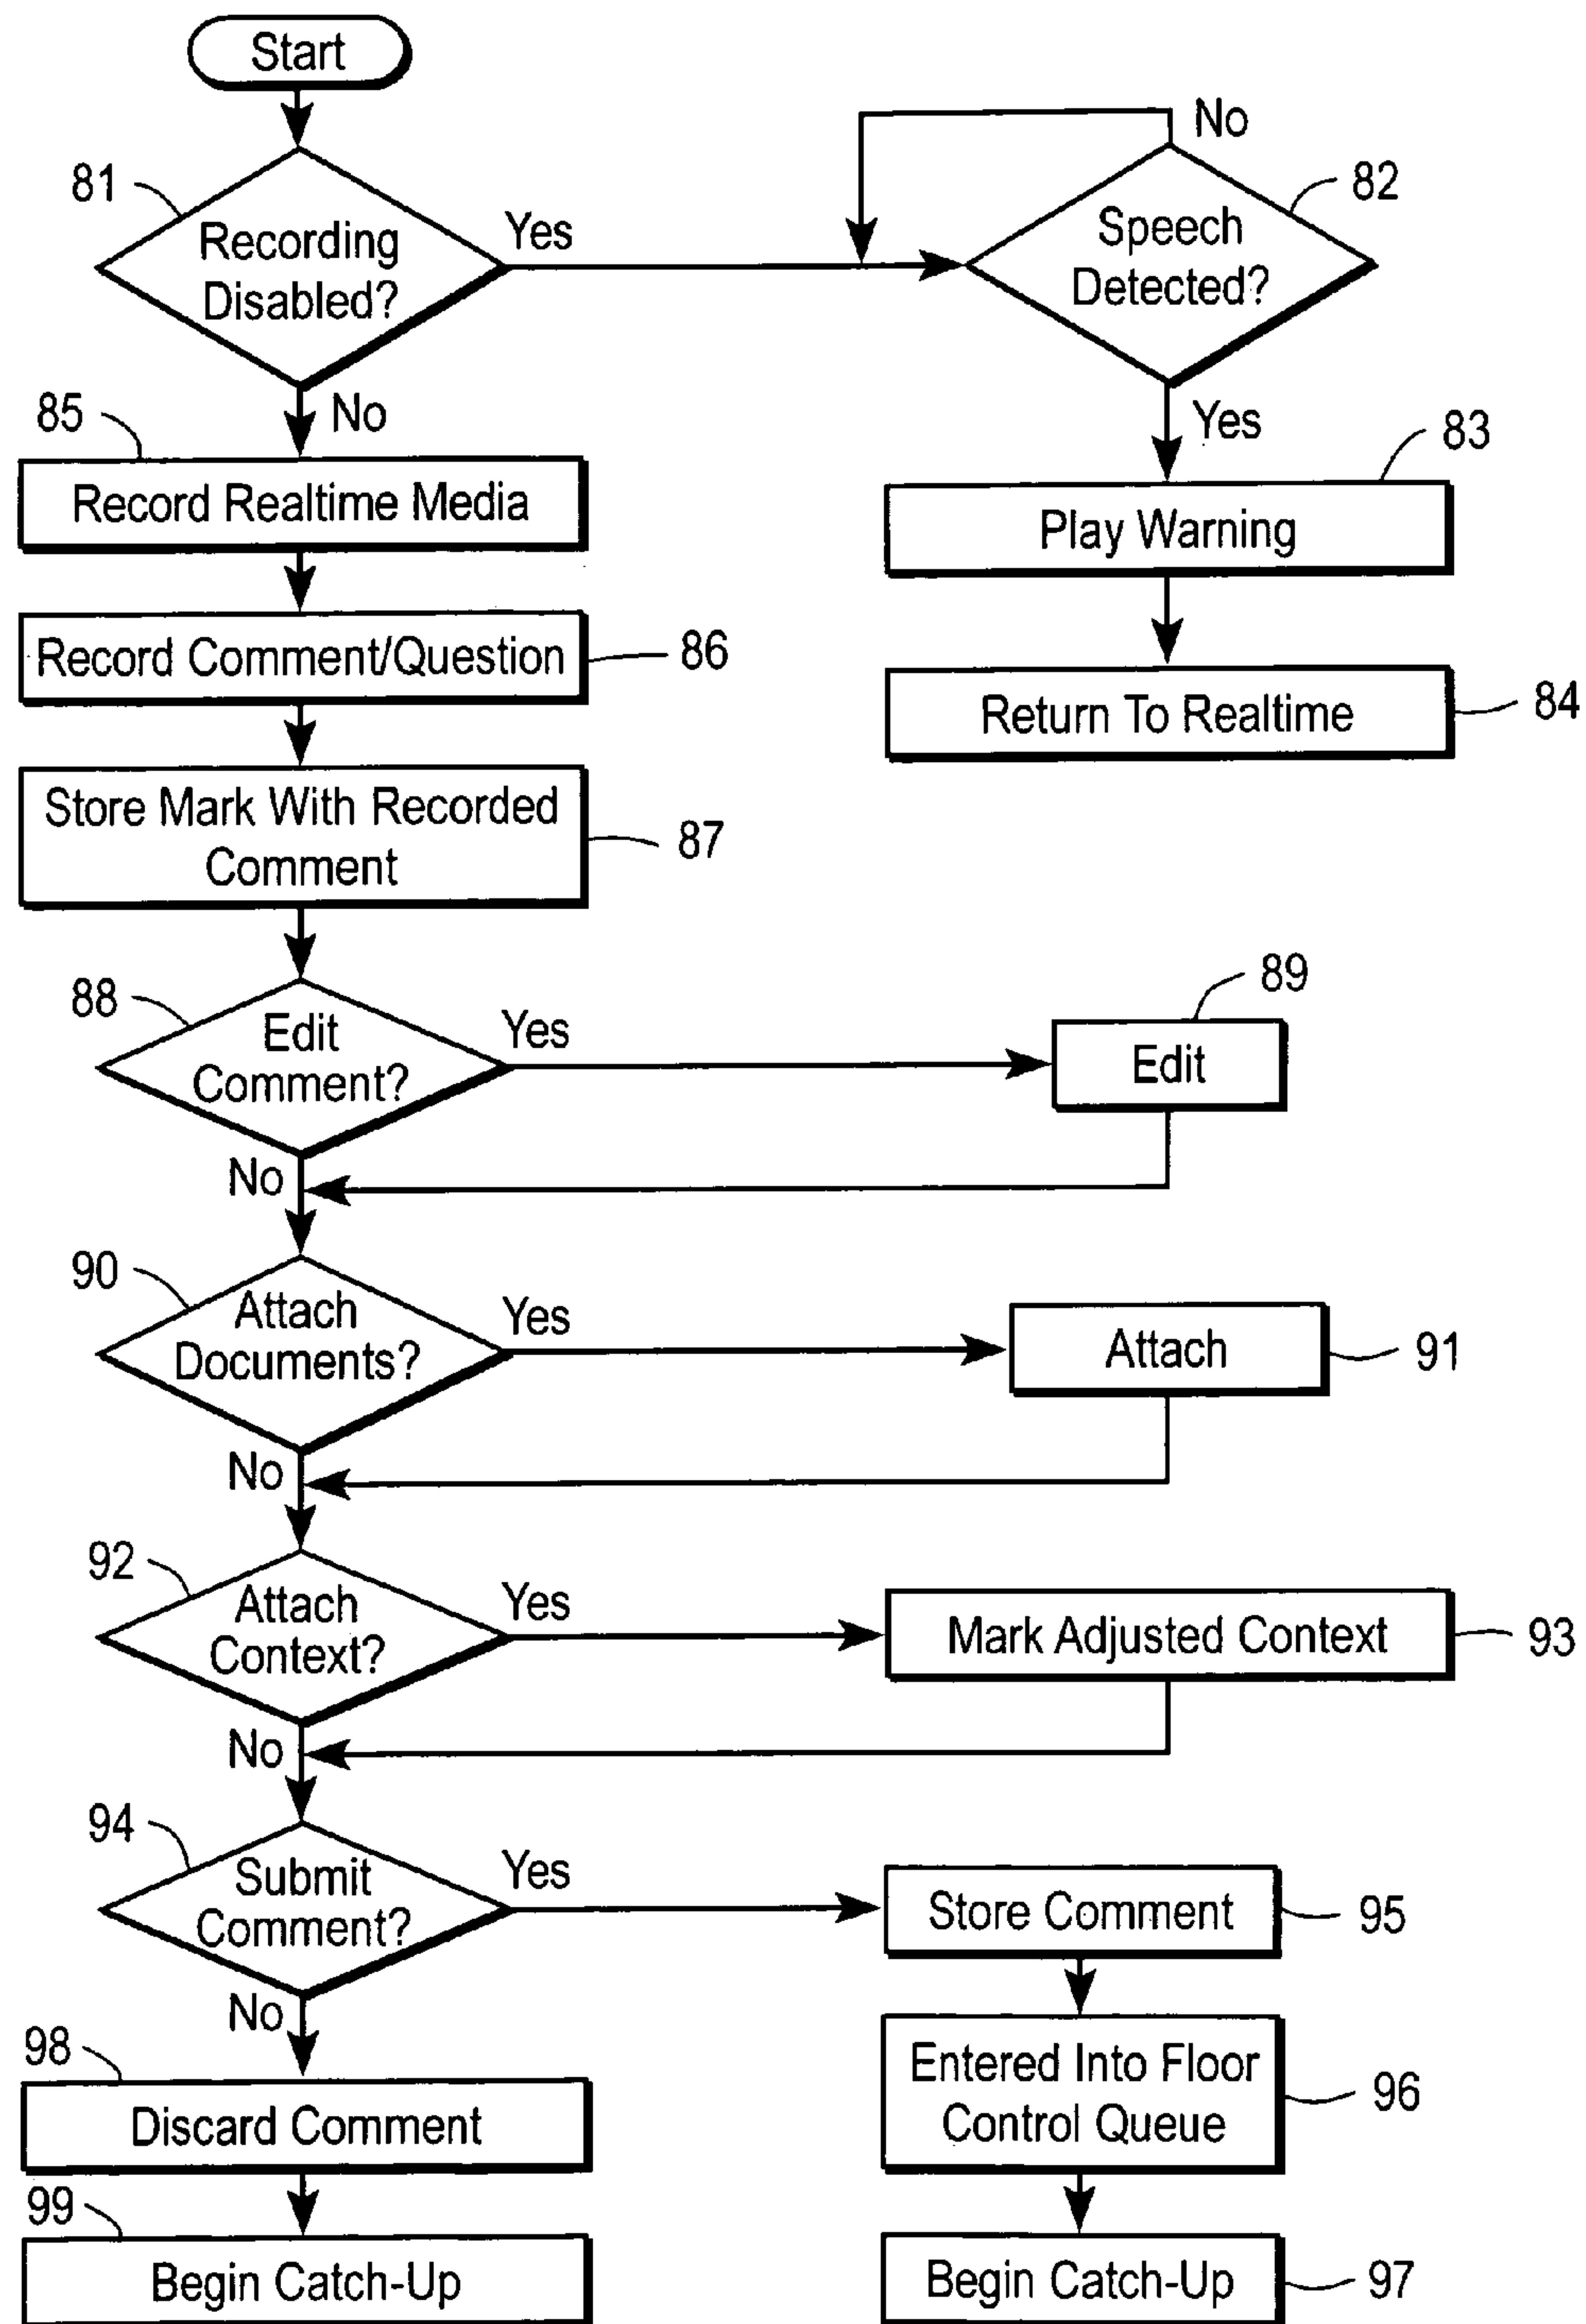 Start
No
81
82
Recording
Disabled?
Yes
Speech
Detected?
No
85
Yes
83
Record Realtime Media
Play Warning
Record Comment/Question
86
Return To Realtime
84
Store Mark With Recorded
Comment
87
88
Edit
Comment?
Yes
89
Edit
No
90
Attach
Documents?
Yes
Attach
91
No
92
Attach
Context?
Yes
Mark Adjusted Context
93
No
94
Submit
Comment?
Yes
Store Comment
95
No
98
Discard Comment
Entered Into Floor
Control Queue
96
99
Begin Catch-Up
Begin Catch-Up
97